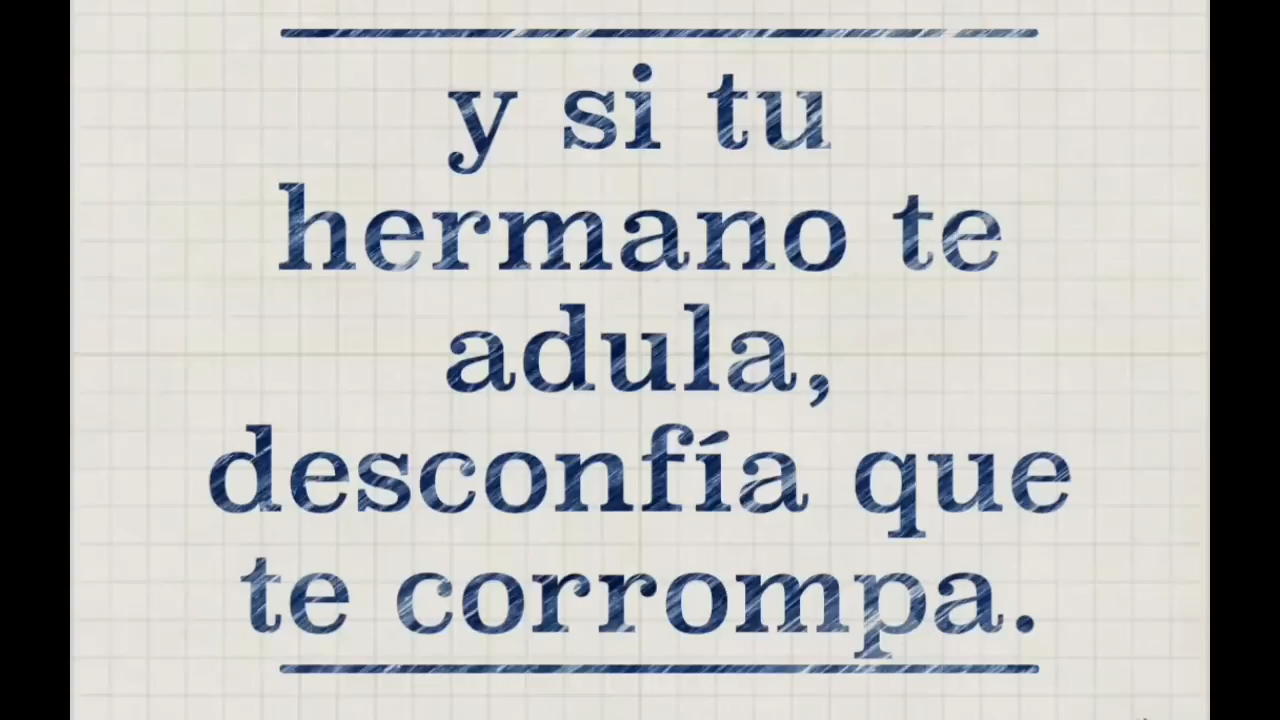 y si tu
hermano te
adula,
desconfía que
te corrompa.